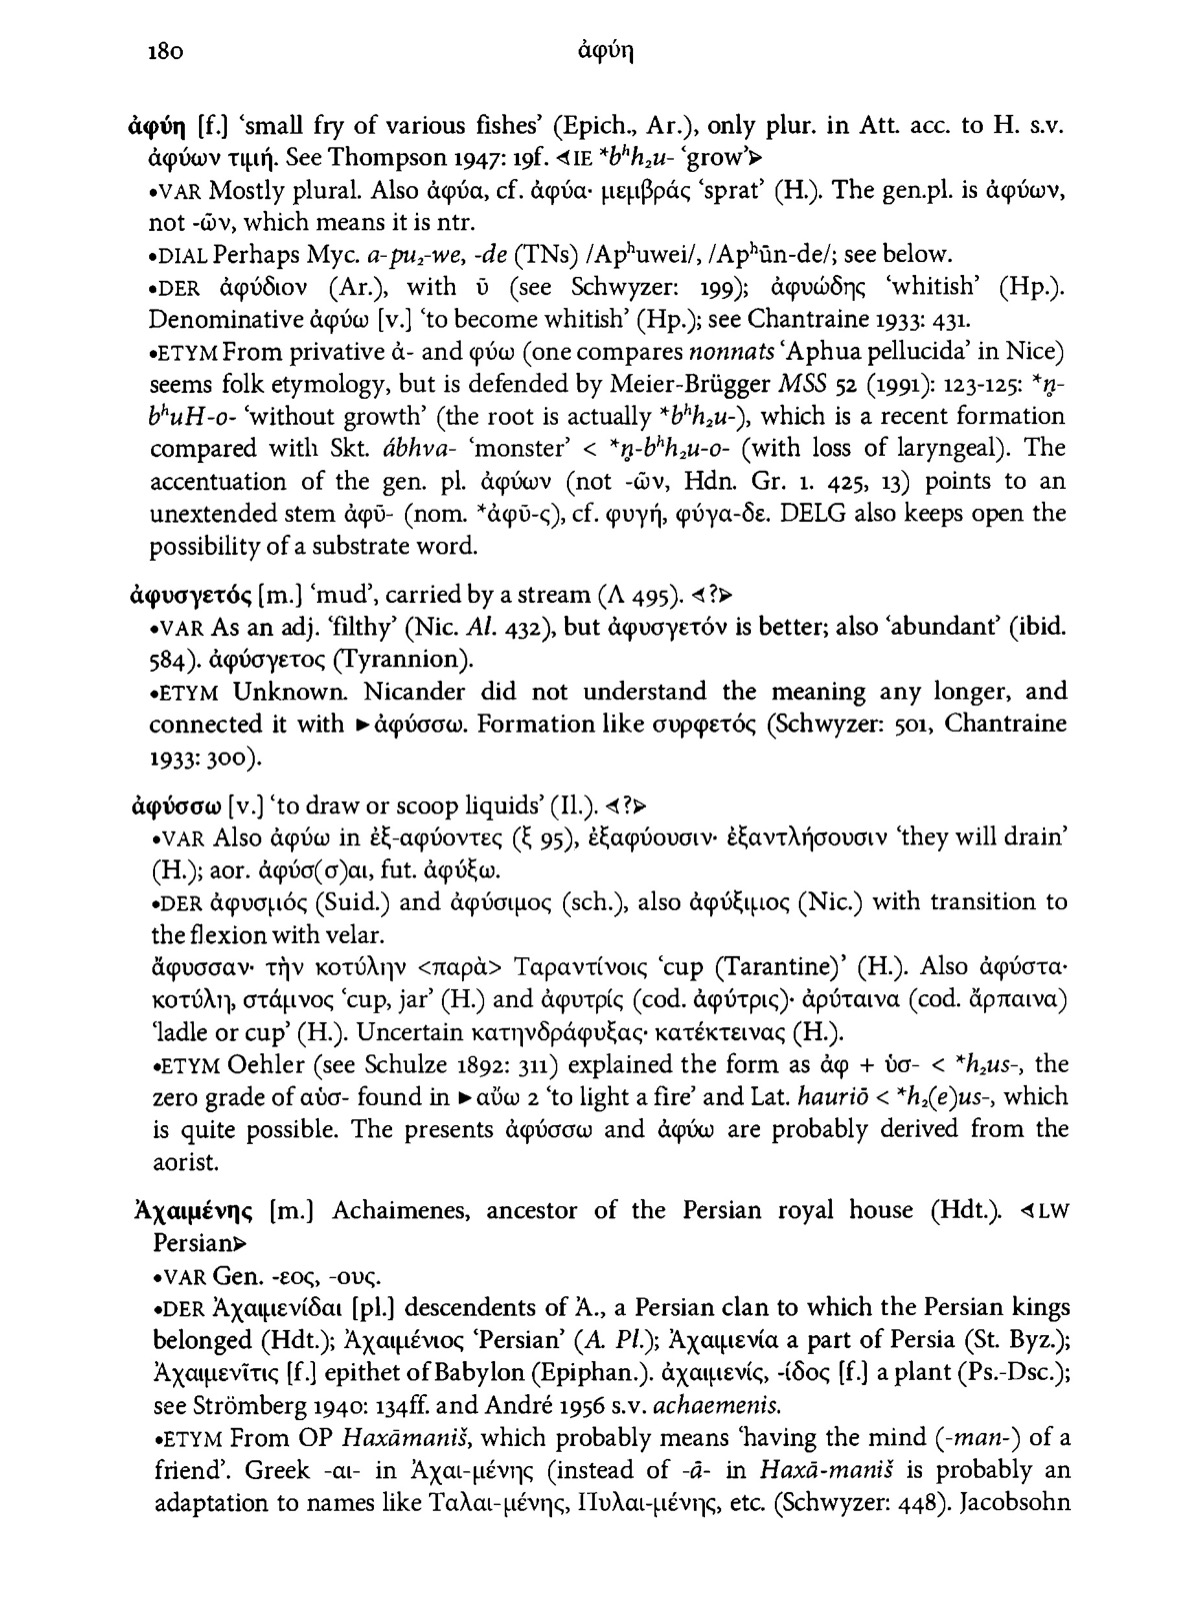 180 ἀφύη
ἀφύη [f.] ‘small fry of various fishes’ (Epich., Ar.), only plur. in Att. acc. to H. s.v.
ἀφύων τιμή. See Thompson 1947: 19f. ⊲IE *bʰh₂u- ‘grow’⊳
•VAR Mostly plural. Also ἀφύα, cf. ἀφύα· μεμβράς ‘sprat’ (H.). The gen.pl. is ἀφύων,
not -ῶν, which means it is ntr.
•DIAL Perhaps Myc. a-pu₂-we, -de (TNs) /Apʰuwei/, /Apʰūn-de/; see below.
•DER ἀφύδιον (Ar.), with ῡ (see Schwyzer: 199); ἀφυώδης ‘whitish’ (Hp.).
Denominative ἀφύω [v.] ‘to become whitish’ (Hp.); see Chantraine 1933: 431.
•ETYM From privative ἀ- and φύω (one compares nonnats ‘Aphua pellucida’ in Nice)
seems folk etymology, but is defended by Meier-Brügger MSS 52 (1991): 123-125: *n̥-
bʰuH-o- ‘without growth’ (the root is actually *bʰh₂u-), which is a recent formation
compared with Skt. ábhva- ‘monster’ < *n̥-bʰh₂u-o- (with loss of laryngeal). The
accentuation of the gen. pl. ἀφύων (not -ῶν, Hdn. Gr. 1. 425, 13) points to an
unextended stem ἀφῡ- (nom. *ἀφῡ-ς), cf. φυγή, φύγα-δε. DELG also keeps open the
possibility of a substrate word.
ἀφυσγετός [m.] ‘mud’, carried by a stream (Λ 495). ⊲?⊳
•VAR As an adj. ‘filthy’ (Nic. Al. 432), but ἀφυσγετόν is better; also ‘abundant’ (ibid.
584). ἀφύσγετος (Tyrannion).
•ETYM Unknown. Nicander did not understand the meaning any longer, and
connected it with ►ἀφύσσω. Formation like συρφετός (Schwyzer: 501, Chantraine
1933: 300).
ἀφύσσω [v.] ‘to draw or scoop liquids’ (Il.). ⊲?⊳
•VAR Also ἀφύω in ἐξ-αφύοντες (ξ 95), ἐξαφύουσιν· ἐξαντλήσουσιν ‘they will drain’
(H.); aor. ἀφύσ(σ)αι, fut. ἀφύξω.
•DER ἀφυσμός (Suid.) and ἀφύσιμος (sch.), also ἀφύξιμος (Nic.) with transition to
the flexion with velar.
ἄφυσσαν· τὴν κοτύλην <παρὰ> Ταραντίνοις ‘cup (Tarantine)’ (H.). Also ἀφύστα·
κοτύλη, στάμνος ‘cup, jar’ (H.) and ἀφυτρίς (cod. ἀφύτρις)· ἀρύταινα (cod. ἄρπαινα)
‘ladle or cup’ (H.). Uncertain κατηνδράφυξας· κατέκτεινας (H.).
•ETYM Oehler (see Schulze 1892: 311) explained the form as ἀφ + ὑσ- < *h₂us-, the
zero grade of αὐσ- found in ►αὔω 2 ‘to light a fire’ and Lat. hauriō < *h₂(e)us-, which
is quite possible. The presents ἀφύσσω and ἀφύω are probably derived from the
aorist.
Ἀχαιμένης [m.] Achaimenes, ancestor of the Persian royal house (Hdt.). ⊲LW
Persian⊳
•VAR Gen. -εος, -ους.
•DER Ἀχαιμενίδαι [pl.] descendents of Ἀ., a Persian clan to which the Persian kings
belonged (Hdt.); Ἀχαιμένιος ‘Persian’ (A. Pl.); Ἀχαιμενία a part of Persia (St. Byz.);
Ἀχαιμενῖτις [f.] epithet of Babylon (Epiphan.). ἀχαιμενίς, -ίδος [f.] a plant (Ps.-Dsc.);
see Strömberg 1940: 134ff. and André 1956 s.v. achaemenis.
•ETYM From OP Haxāmaniš, which probably means ‘having the mind (-man-) of a
friend’. Greek -αι- in Ἀχαι-μένης (instead of -ā- in Haxā-maniš is probably an
adaptation to names like Ταλαι-μένης, Πυλαι-μένης, etc. (Schwyzer: 448). Jacobsohn